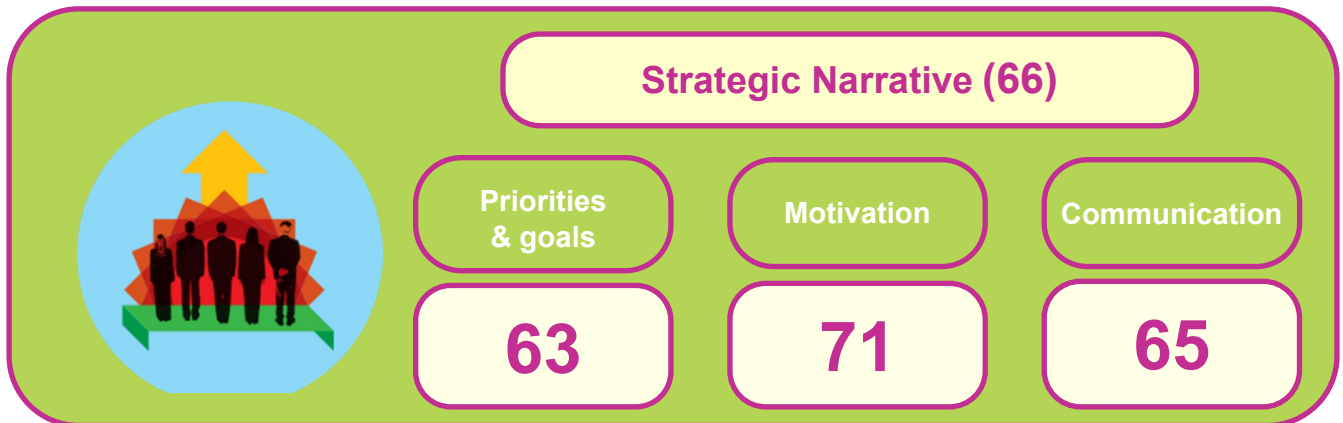 Strategic Narrative (66)
Priorities
& goals
Motivation
Communication
63
71
65